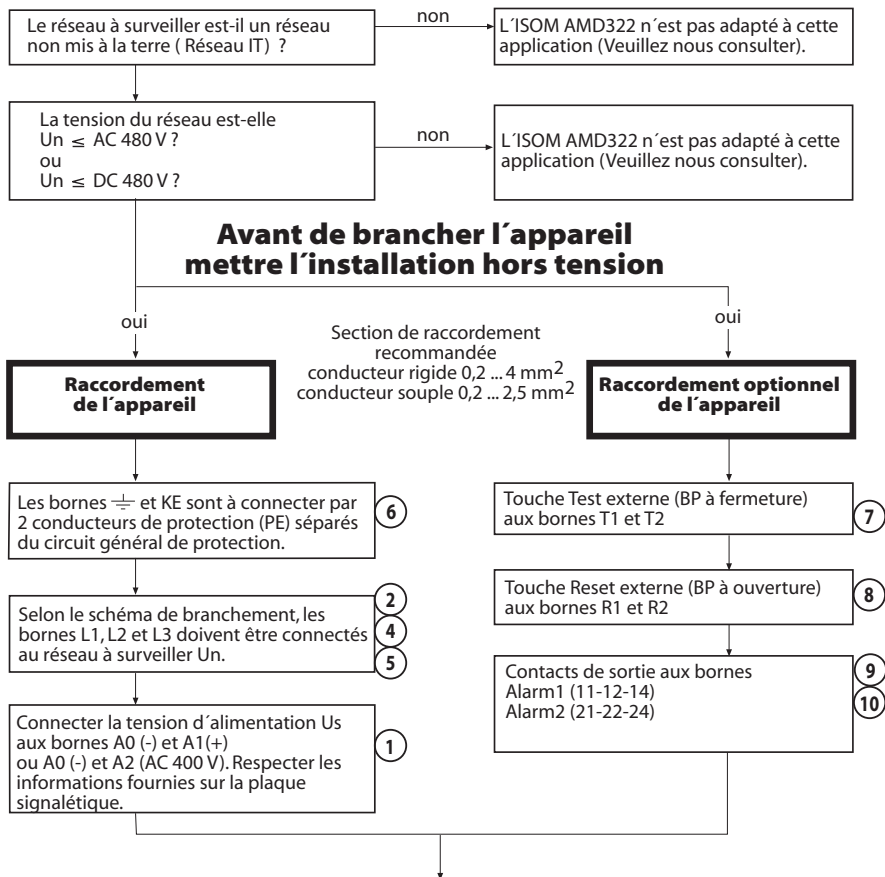 Le réseau à surveiller est-il un réseau
non mis à la terre ( Réseau IT) ?
non
L´ISOM AMD322 n´est pas adapté à cette
application (Veuillez nous consulter).
La tension du réseau est-elle
Un ≤ AC 480 V ?
ou
Un ≤ DC 480 V ?
non
L´ISOM AMD322 n´est pas adapté à cette
application (Veuillez nous consulter).
Avant de brancher l´appareil
mettre l´installation hors tension
oui
Section de raccordement
recommandée
conducteur rigide 0,2 ... 4 mm²
conducteur souple 0,2 ... 2,5 mm²
oui
Raccordement
de l´appareil
Raccordement optionnel
de l´appareil
Les bornes ⏚ et KE sont à connecter par
2 conducteurs de protection (PE) séparés
du circuit général de protection.
6
Selon le schéma de branchement, les
bornes L1, L2 et L3 doivent être connectés
au réseau à surveiller Un.
2
4
5
Connecter la tension d´alimentation Us
aux bornes A0 (-) et A1(+)
ou A0 (-) et A2 (AC 400 V). Respecter les
informations fournies sur la plaque
signalétique.
1
Touche Test externe (BP à fermeture)
aux bornes T1 et T2
7
Touche Reset externe (BP à ouverture)
aux bornes R1 et R2
8
Contacts de sortie aux bornes
Alarm1 (11-12-14)
Alarm2 (21-22-24)
9
10